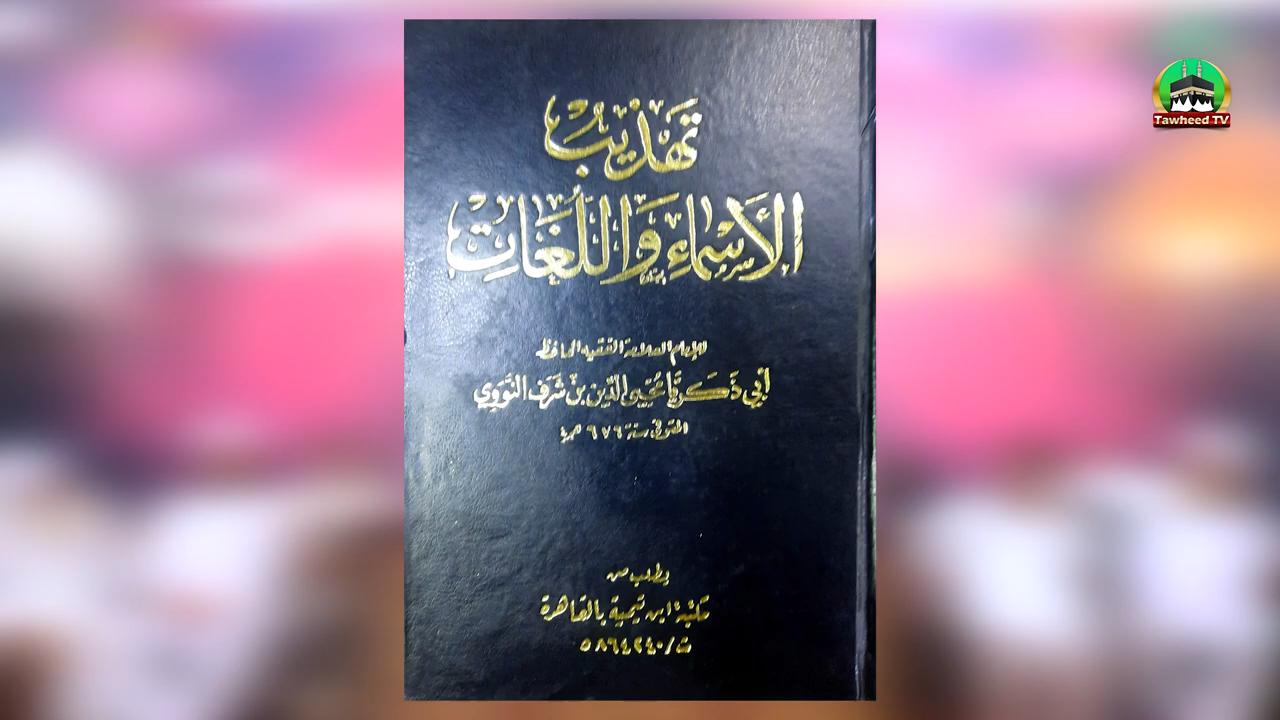 تهذيب
الأسماء واللغات
للإمام العلامة الفقيه الحافظ
أبي زكريا محيي الدين بن شرف النووي
المتوفى سنة ٦٧٦ هـ
يطلب من
مكتبة ابن تيمية بالقاهرة
ت/٥٨٦٤٢٤٠
Tawheed TV